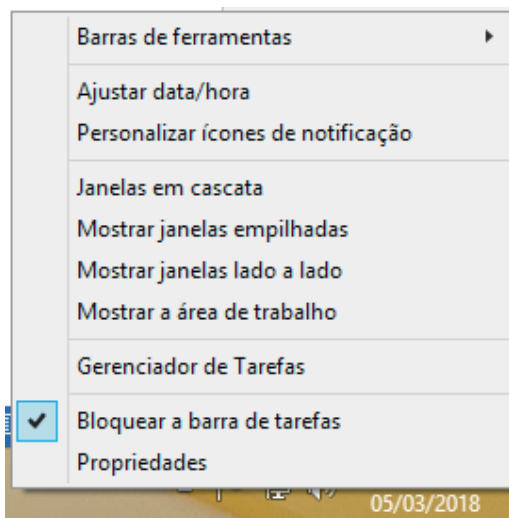 Barras de ferramentas
Ajustar data/hora
Personalizar ícones de notificação
Janelas em cascata
Mostrar janelas empilhadas
Mostrar janelas lado a lado
Mostrar a área de trabalho
Gerenciador de Tarefas
Bloquear a barra de tarefas
Propriedades
05/03/2018